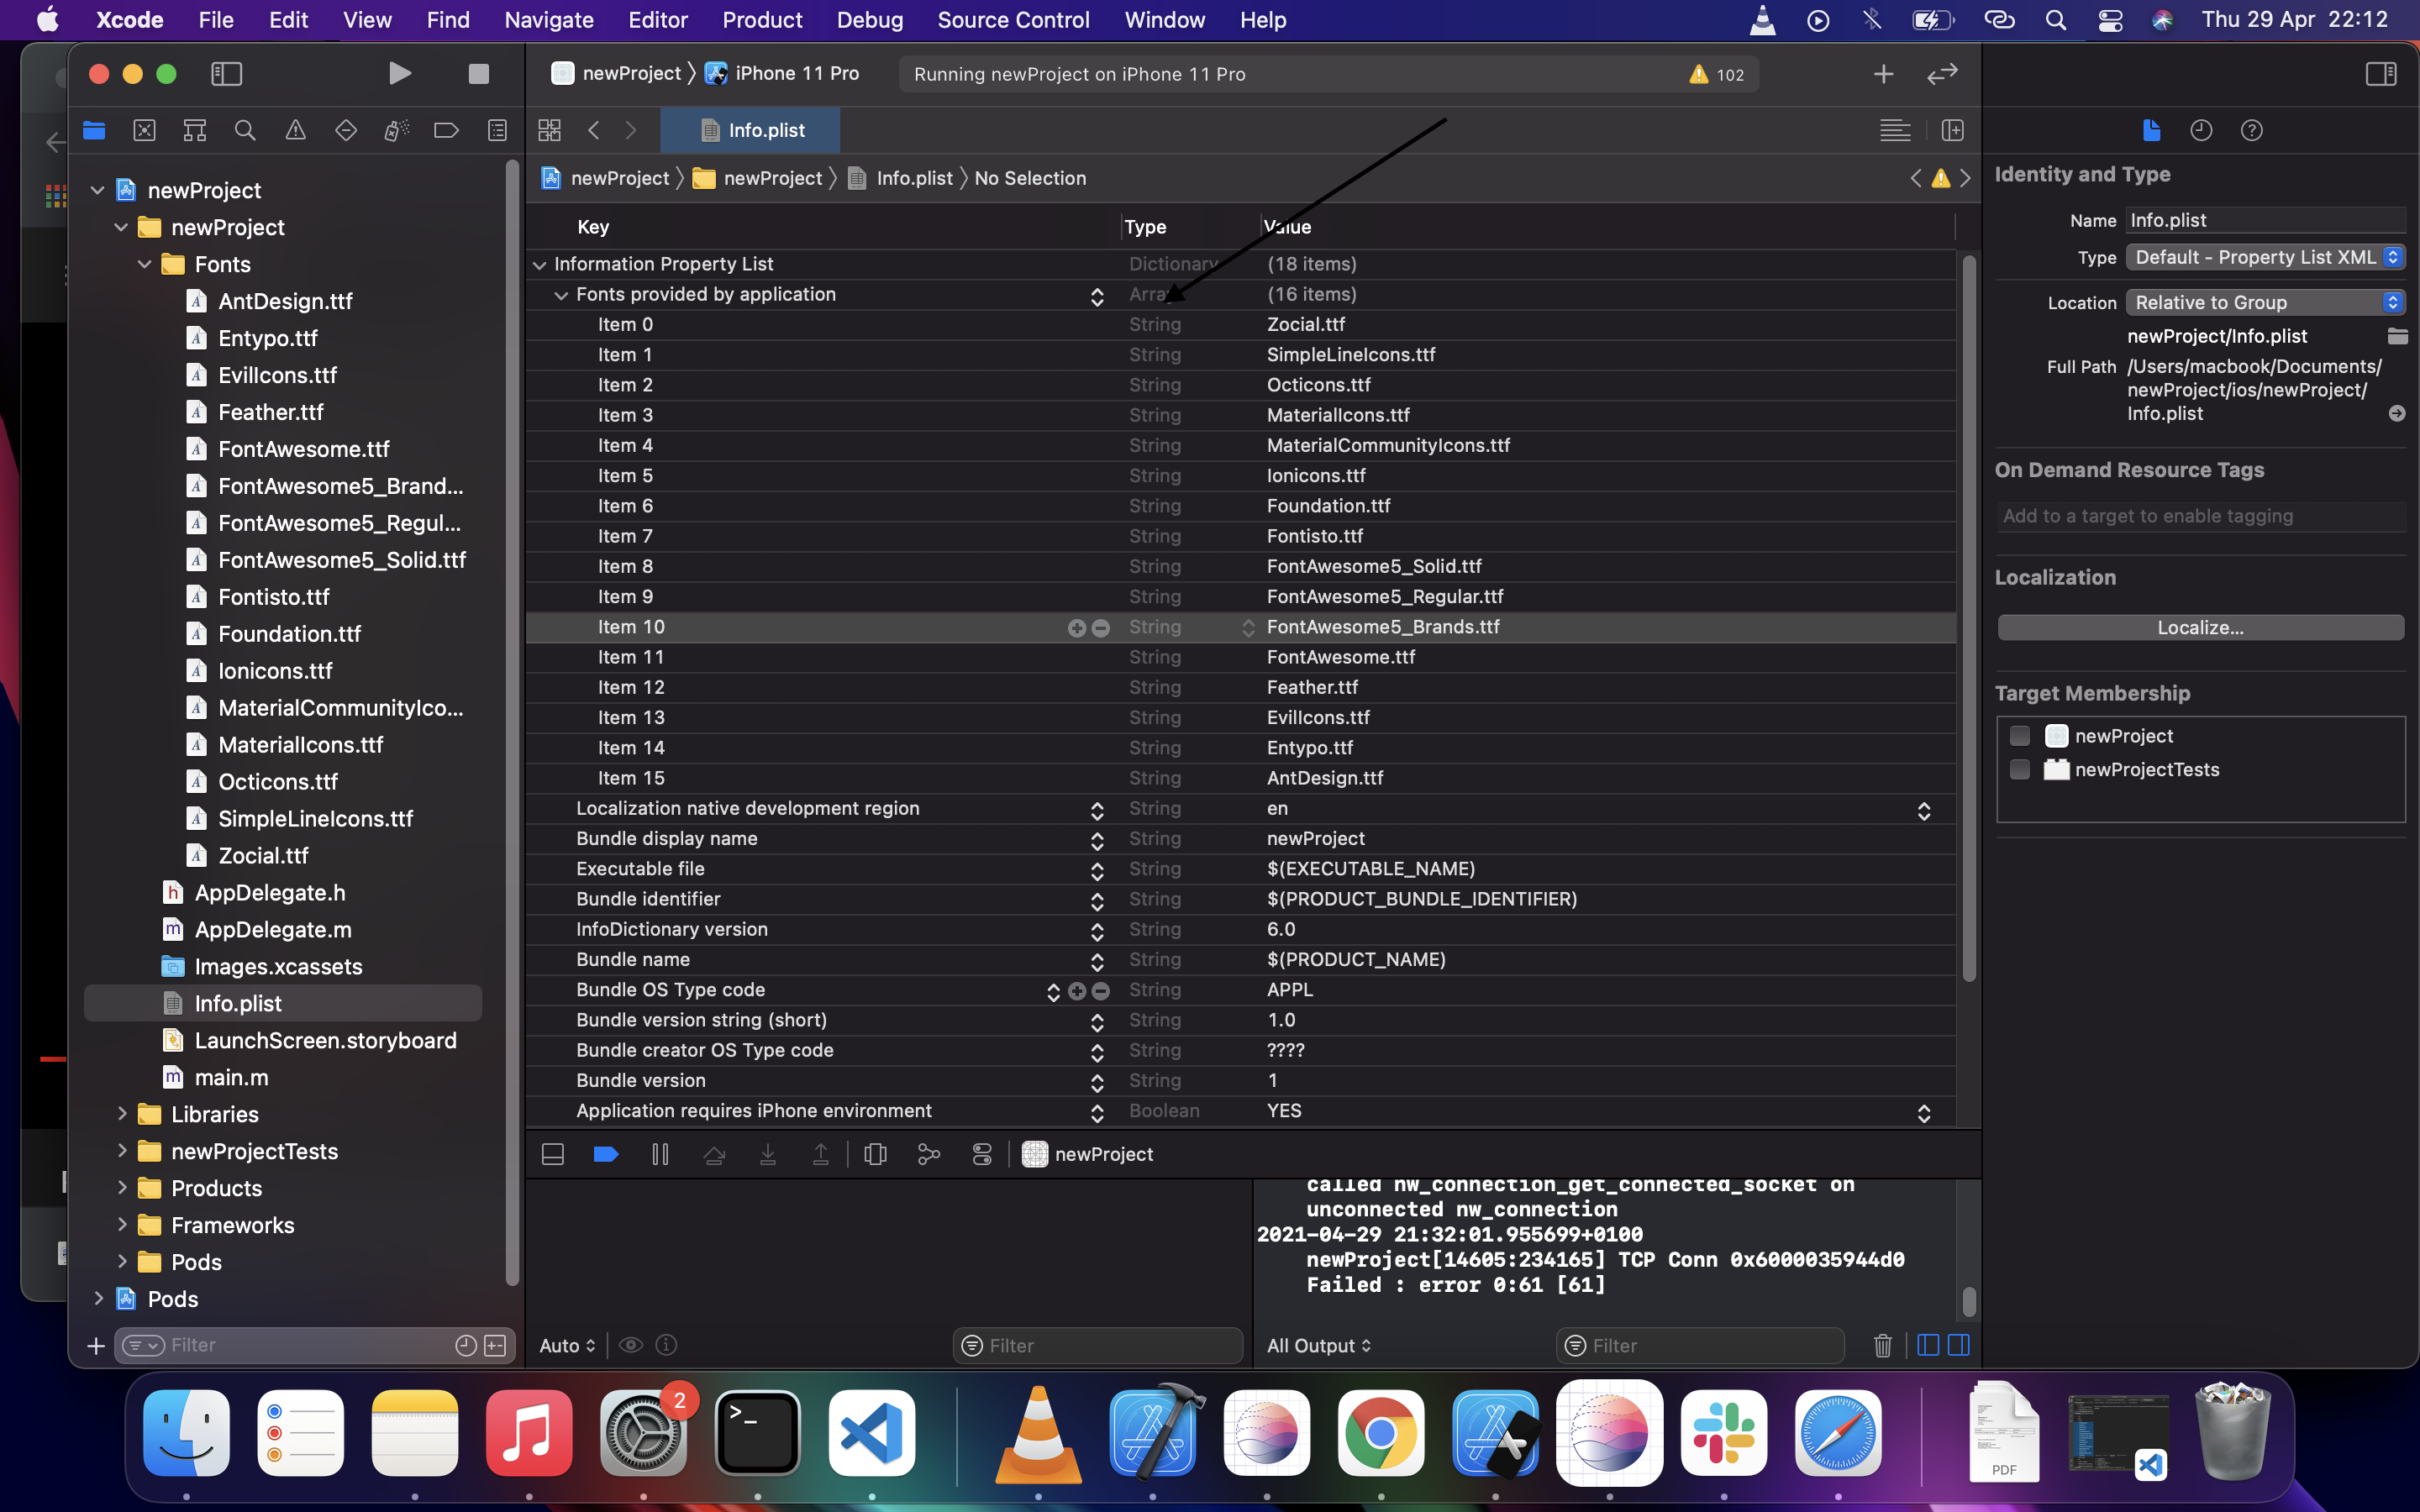 Xcode File Edit View Find Navigate Editor Product Debug Source Control Window Help Thu 29 Apr 22:12
newProject iPhone 11 Pro Running newProject on iPhone 11 Pro 102
Info.plist
newProject newProject Info.plist No Selection
newProject
newProject
Fonts
AntDesign.ttf
Entypo.ttf
EvilIcons.ttf
Feather.ttf
FontAwesome.ttf
FontAwesome5_Brand...
FontAwesome5_Regul...
FontAwesome5_Solid.ttf
Fontisto.ttf
Foundation.ttf
Ionicons.ttf
MaterialCommunityIco...
MaterialIcons.ttf
Octicons.ttf
SimpleLineIcons.ttf
Zocial.ttf
AppDelegate.h
AppDelegate.m
Images.xcassets
Info.plist
LaunchScreen.storyboard
main.m
Libraries
newProjectTests
Products
Frameworks
Pods
Pods
Filter
Key Type Value
Information Property List Dictionary (18 items)
Fonts provided by application Array (16 items)
Item 0 String Zocial.ttf
Item 1 String SimpleLineIcons.ttf
Item 2 String Octicons.ttf
Item 3 String MaterialIcons.ttf
Item 4 String MaterialCommunityIcons.ttf
Item 5 String Ionicons.ttf
Item 6 String Foundation.ttf
Item 7 String Fontisto.ttf
Item 8 String FontAwesome5_Solid.ttf
Item 9 String FontAwesome5_Regular.ttf
Item 10 String FontAwesome5_Brands.ttf
Item 11 String FontAwesome.ttf
Item 12 String Feather.ttf
Item 13 String EvilIcons.ttf
Item 14 String Entypo.ttf
Item 15 String AntDesign.ttf
Localization native development region String en
Bundle display name String newProject
Executable file String $(EXECUTABLE_NAME)
Bundle identifier String $(PRODUCT_BUNDLE_IDENTIFIER)
InfoDictionary version String 6.0
Bundle name String $(PRODUCT_NAME)
Bundle OS Type code String APPL
Bundle version string (short) String 1.0
Bundle creator OS Type code String ????
Bundle version String 1
Application requires iPhone environment Boolean YES
newProject
called nw_connection_get_connected_socket on
unconnected nw_connection
2021-04-29 21:32:01.955699+0100
newProject[14605:234165] TCP Conn 0x6000035944d0
Failed : error 0:61 [61]
Auto Filter All Output Filter
Identity and Type
Name Info.plist
Type Default - Property List XML
Location Relative to Group
newProject/Info.plist
Full Path /Users/macbook/Documents/
newProject/ios/newProject/
Info.plist
On Demand Resource Tags
Add to a target to enable tagging
Localization
Localize...
Target Membership
newProject
newProjectTests
2
PDF